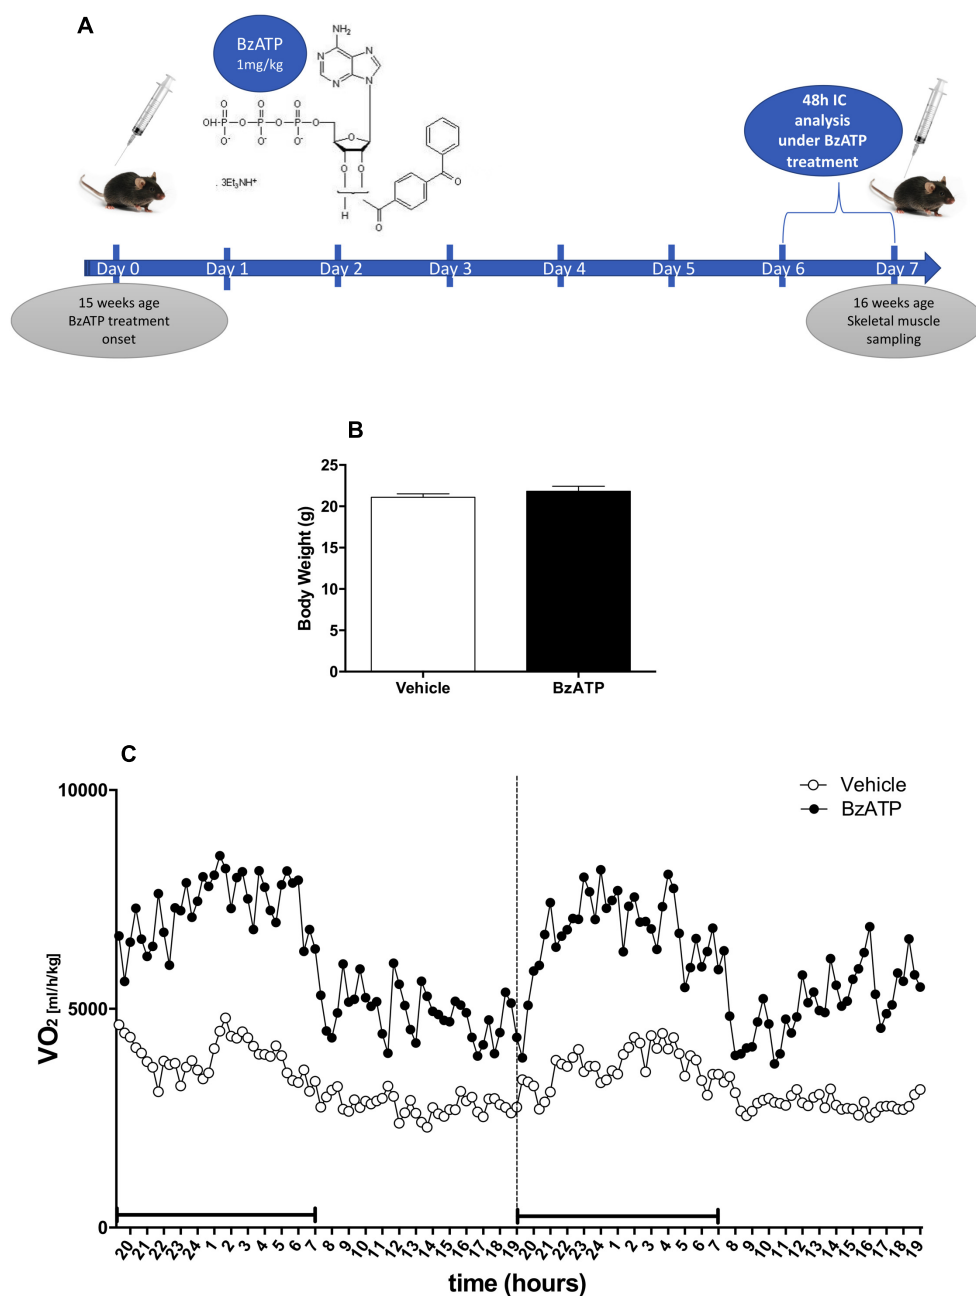 A
BzATP
1mg/kg
NH₂
N
N
N
N
O
O
O
OH
P
O
P
O
P
O
O⁻
O⁻
O⁻
O
O
O
H
O
O
. 3Et₃NH⁺
48h IC
analysis
under BzATP
treatment
Day 0
Day 1
Day 2
Day 3
Day 4
Day 5
Day 6
Day 7
15 weeks age
BzATP treatment
onset
16 weeks age
Skeletal muscle
sampling
B
Body Weight (g)
25
20
15
10
5
0
Vehicle
BzATP
C
VO₂ [ml/h/kg]
10000
5000
0
Vehicle
BzATP
20 21 22 23 24 1 2 3 4 5 6 7 8 9 10 11 12 13 14 15 16 17 18 19 20 21 22 23 24 1 2 3 4 5 6 7 8 9 10 11 12 13 14 15 16 17 18 19
time (hours)